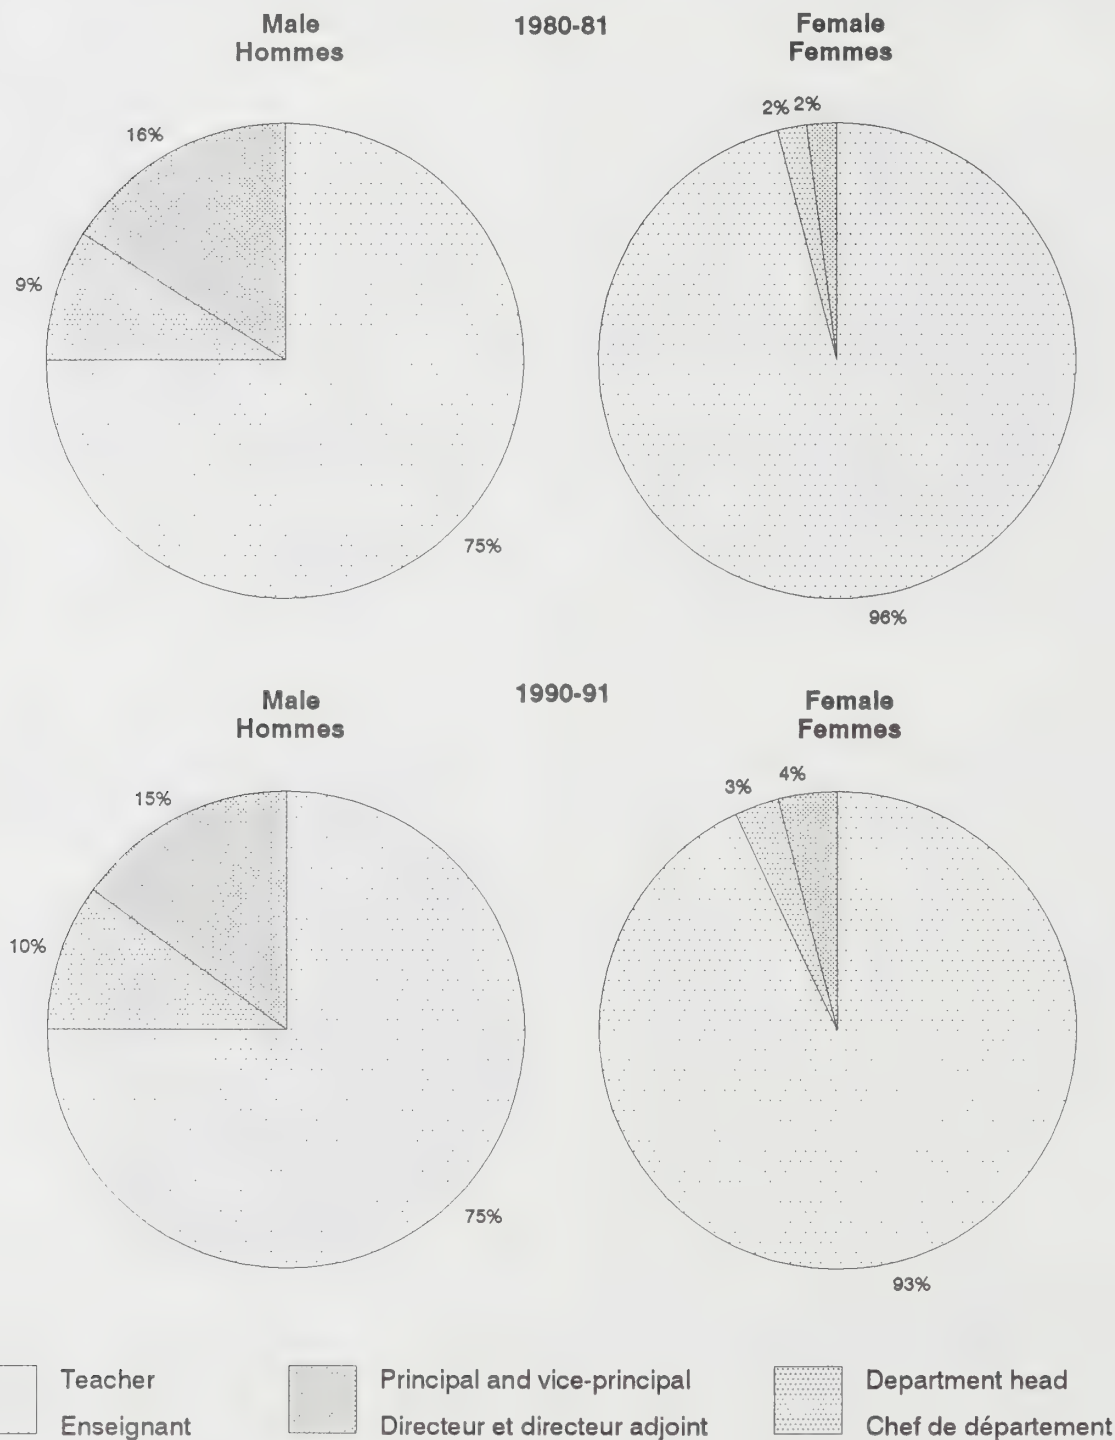 1980-81
Male
Hommes
Female
Femmes
16%
9%
75%
2% 2%
96%
1990-91
Male
Hommes
Female
Femmes
15%
10%
75%
3%
4%
93%
Teacher
Enseignant
Principal and vice-principal
Directeur et directeur adjoint
Department head
Chef de département